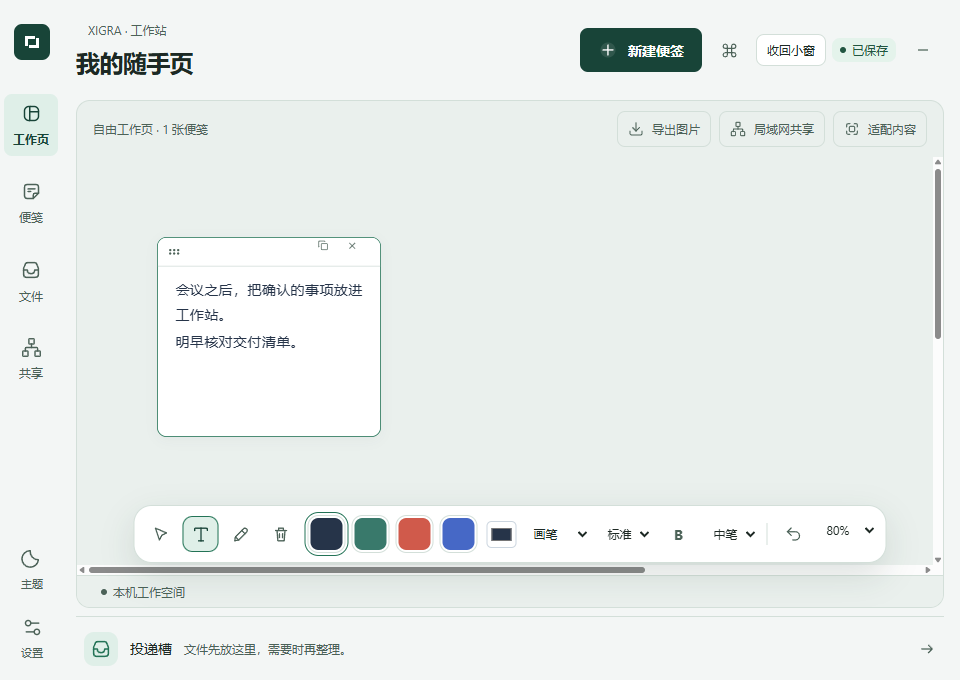 XIGRA · 工作站
我的随手页
新建便签
收回小窗
已保存
工作页
便笺
文件
共享
主题
设置
自由工作页 · 1 张便笺
导出图片
局域网共享
适配内容
会议之后，把确认的事项放进
工作站。
明早核对交付清单。
画笔
标准
B
中笔
80%
本机工作空间
投递槽
文件先放这里，需要时再整理。